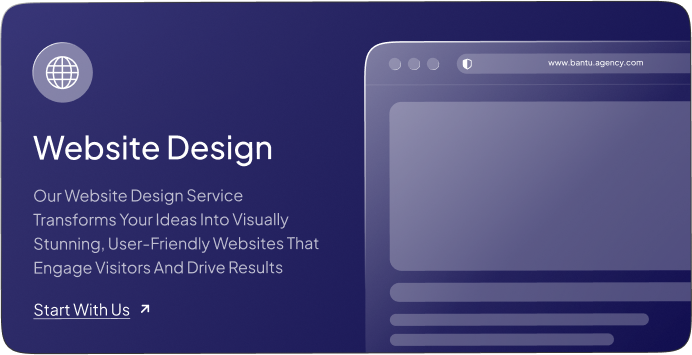 www.bantu.agency.com
Website Design
Our Website Design Service
Transforms Your Ideas Into Visually
Stunning, User-Friendly Websites That
Engage Visitors And Drive Results
Start With Us